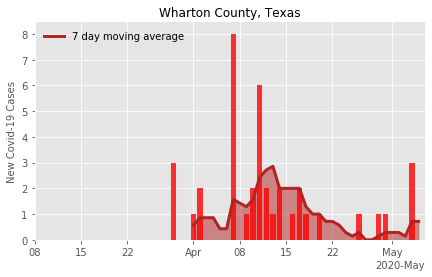 Wharton County, Texas
7 day moving average
New Covid-19 Cases
8
7
6
5
4
3
2
1
0
08 15 22 Apr 08 15 22 May
2020-May